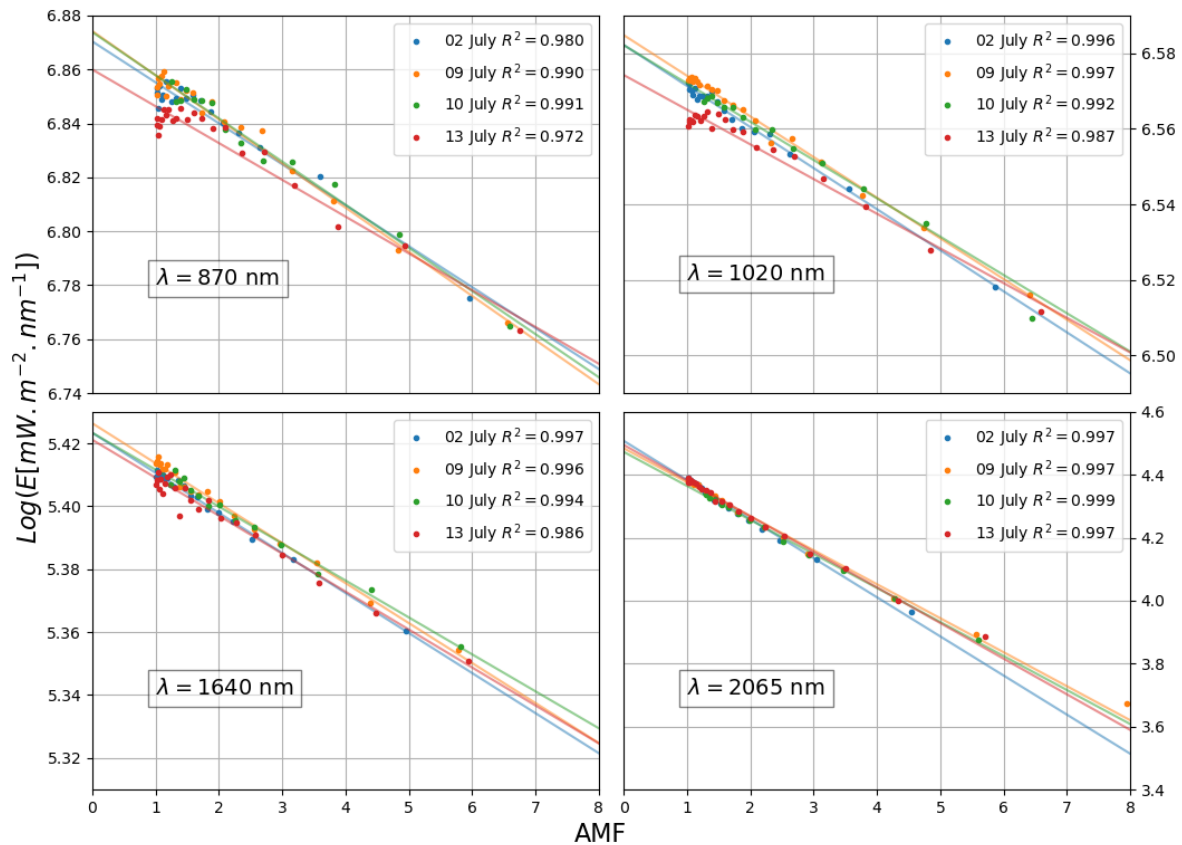 6.88
6.86
6.84
6.82
6.80
6.78
6.76
6.74
02 July R² = 0.980
09 July R² = 0.990
10 July R² = 0.991
13 July R² = 0.972
λ = 870 nm
02 July R² = 0.996
09 July R² = 0.997
10 July R² = 0.992
13 July R² = 0.987
λ = 1020 nm
6.58
6.56
6.54
6.52
6.50
Log(E[mW.m⁻².nm⁻¹])
5.42
5.40
5.38
5.36
5.34
5.32
02 July R² = 0.997
09 July R² = 0.996
10 July R² = 0.994
13 July R² = 0.986
λ = 1640 nm
0 1 2 3 4 5 6 7 8
02 July R² = 0.997
09 July R² = 0.997
10 July R² = 0.999
13 July R² = 0.997
λ = 2065 nm
4.6
4.4
4.2
4.0
3.8
3.6
3.4
0 1 2 3 4 5 6 7 8
AMF